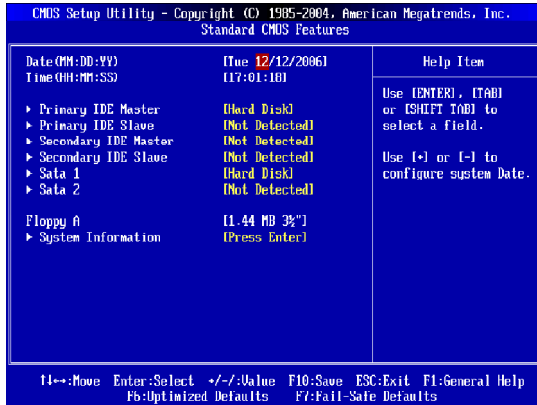 CMOS Setup Utility - Copyright (C) 1985-2004, American Megatrends, Inc.
Standard CMOS Features
Date(MM:DD:YY) [Tue 12/12/2006]
Time(HH:MM:SS) [17:01:18]
▶ Primary IDE Master [Hard Disk]
▶ Primary IDE Slave [Not Detected]
▶ Secondary IDE Master [Not Detected]
▶ Secondary IDE Slave [Not Detected]
▶ Sata 1 [Hard Disk]
▶ Sata 2 [Not Detected]
Floppy A [1.44 MB 3½"]
▶ System Information [Press Enter]
Help Item
Use [ENTER], [TAB]
or [SHIFT TAB] to
select a field.
Use [+] or [-] to
configure system Date.
↑↓←→:Move Enter:Select +/-/:Value F10:Save ESC:Exit F1:General Help
F6:Optimized Defaults F7:Fail-Safe Defaults